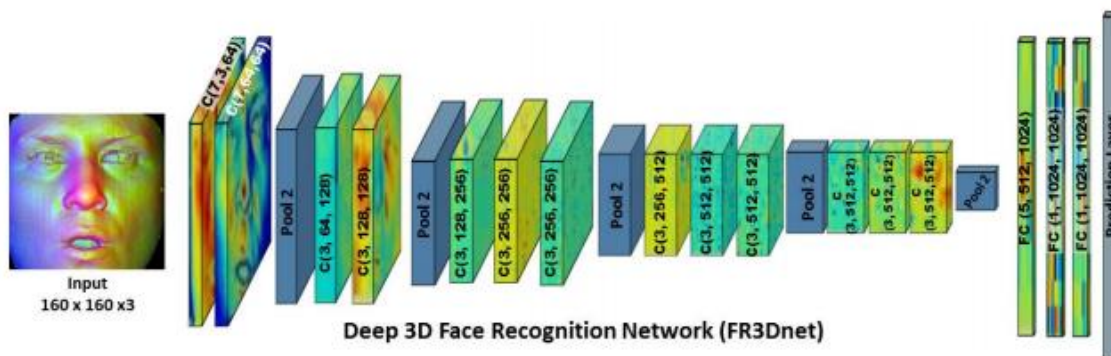 Input
160 x 160 x3
C(7,3,64)
C(7,64,64)
Pool 2
C(3, 64, 128)
C(3, 128, 128)
Pool 2
C(3, 128, 256)
C(3, 256, 256)
C(3, 256, 256)
Pool 2
C(3, 256, 512)
C(3, 512, 512)
C(3, 512, 512)
Pool 2
C
(3, 512, 512)
C
(3, 512, 512)
C
(3, 512, 512)
Pool 2
FC (5, 512, 1024)
FC (1, 1024, 1024)
FC (1, 1024, 1024)
Deep 3D Face Recognition Network (FR3Dnet)